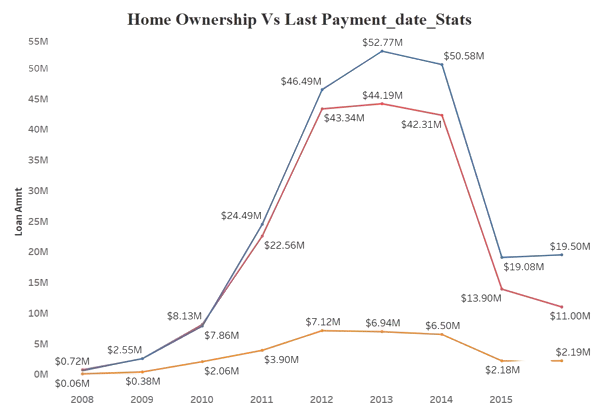 Home Ownership Vs Last Payment_date_Stats
55M
$52.77M
50M
$50.58M
$46.49M
45M
$44.19M
$43.34M
$42.31M
40M
35M
30M
Loan Amnt
25M
$24.49M
$22.56M
20M
$19.50M
$19.08M
15M
$13.90M
10M
$11.00M
$8.13M
$7.86M
$7.12M
$6.94M
$6.50M
5M
$3.90M
$2.55M
$2.19M
$2.06M
$2.18M
$0.72M
0M
$0.06M
$0.38M
2008 2009 2010 2011 2012 2013 2014 2015